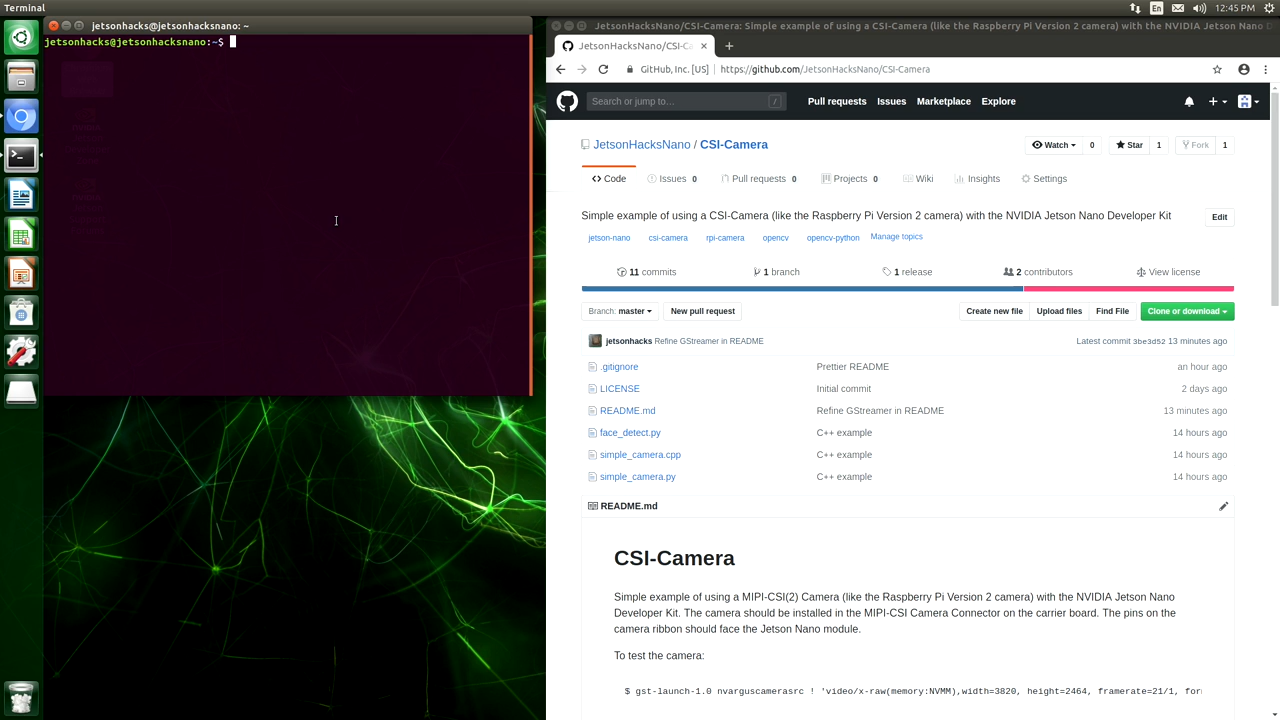 Terminal
En
12:45 PM
jetsonhacks@jetsonhacksnano: ~
jetsonhacks@jetsonhacksnano:~$
JetsonHacksNano/CSI-Camera: Simple example of using a CSI-Camera (like the Raspberry Pi Version 2 camera) with the NVIDIA Jetson Nano D
JetsonHacksNano/CSI-Ca
GitHub, Inc. [US] | https://github.com/JetsonHacksNano/CSI-Camera
Search or jump to… /
Pull requests Issues Marketplace Explore
JetsonHacksNano / CSI-Camera
Watch 0 Star 1 Fork 1
Code Issues 0 Pull requests 0 Projects 0 Wiki Insights Settings
Simple example of using a CSI-Camera (like the Raspberry Pi Version 2 camera) with the NVIDIA Jetson Nano Developer Kit
Edit
jetson-nano csi-camera rpi-camera opencv opencv-python Manage topics
11 commits 1 branch 1 release 2 contributors View license
Branch: master New pull request Create new file Upload files Find File Clone or download
jetsonhacks Refine GStreamer in README Latest commit 3be3d52 13 minutes ago
.gitignore Prettier README an hour ago
LICENSE Initial commit 2 days ago
README.md Refine GStreamer in README 13 minutes ago
face_detect.py C++ example 14 hours ago
simple_camera.cpp C++ example 14 hours ago
simple_camera.py C++ example 14 hours ago
README.md
CSI-Camera
Simple example of using a MIPI-CSI(2) Camera (like the Raspberry Pi Version 2 camera) with the NVIDIA Jetson Nano
Developer Kit. The camera should be installed in the MIPI-CSI Camera Connector on the carrier board. The pins on the
camera ribbon should face the Jetson Nano module.
To test the camera:
$ gst-launch-1.0 nvarguscamerasrc ! 'video/x-raw(memory:NVMM),width=3820, height=2464, framerate=21/1, for